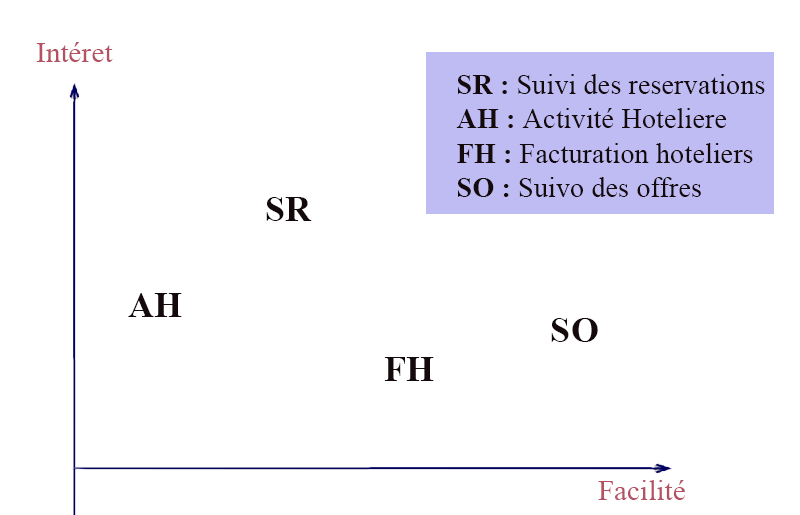 Intéret
SR : Suivi des reservations
AH : Activité Hoteliere
FH : Facturation hoteliers
SO : Suivo des offres
SR
AH
SO
FH
Facilité